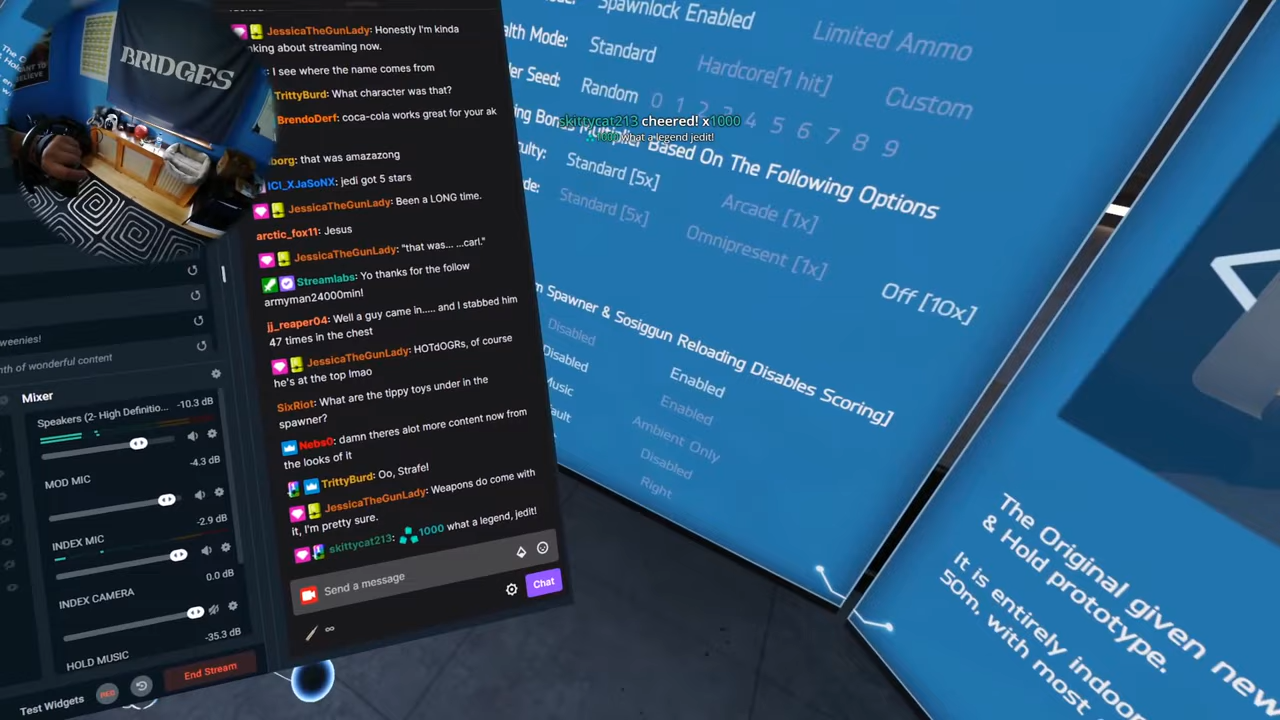 BRIDGES
JessicaTheGunLady: Honestly I'm kinda
about streaming now.
I see where the name comes from
TrittyBurd: What character was that?
BrendoDerf: coca-cola works great for your ak
borg: that was amazazong
ICI_XJaSoNX: jedi got 5 stars
JessicaTheGunLady: Been a LONG time.
arctic_fox11: Jesus
JessicaTheGunLady: "that was... ...carl."
Streamlabs: Yo thanks for the follow
armyman24000min!
jj_reaper04: Well a guy came in..... and I stabbed him
47 times in the chest
JessicaTheGunLady: HOTdOGRs, of course
he's at the top lmao
SixRiot: What are the tippy toys under in the
spawner?
Nebs0: damn theres alot more content now from
the looks of it
TrittyBurd: Oo, Strafe!
JessicaTheGunLady: Weapons do come with
it, I'm pretty sure.
skittycat213: 1000 what a legend, jedit!
Send a message
Chat
weenies!
nth of wonderful content
Mixer
Speakers (2- High Definitio... -10.3 dB
-4.3 dB
MOD MIC
-2.9 dB
INDEX MIC
0.0 dB
INDEX CAMERA
-35.3 dB
HOLD MUSIC
Test Widgets
End Stream
skittycat213 cheered! x1000
1000 what a legend jedit!
Spawnlock Enabled Limited Ammo
alth Mode: Standard Hardcore[1 hit] Custom
er Seed: Random 0 1 2 3 4 5 6 7 8 9
Multiplier Based On The Following Options
culty: Standard [5x] Arcade [1x]
de: Standard [5x] Omnipresent [1x] Off [10x]
m Spawner & Sosiggun Reloading Disables Scoring]
Disabled Enabled
Disabled Enabled
Music Ambient Only
ault Disabled
Right
The Original given new
& Hold prototype.
It is entirely indoor
50m, with most